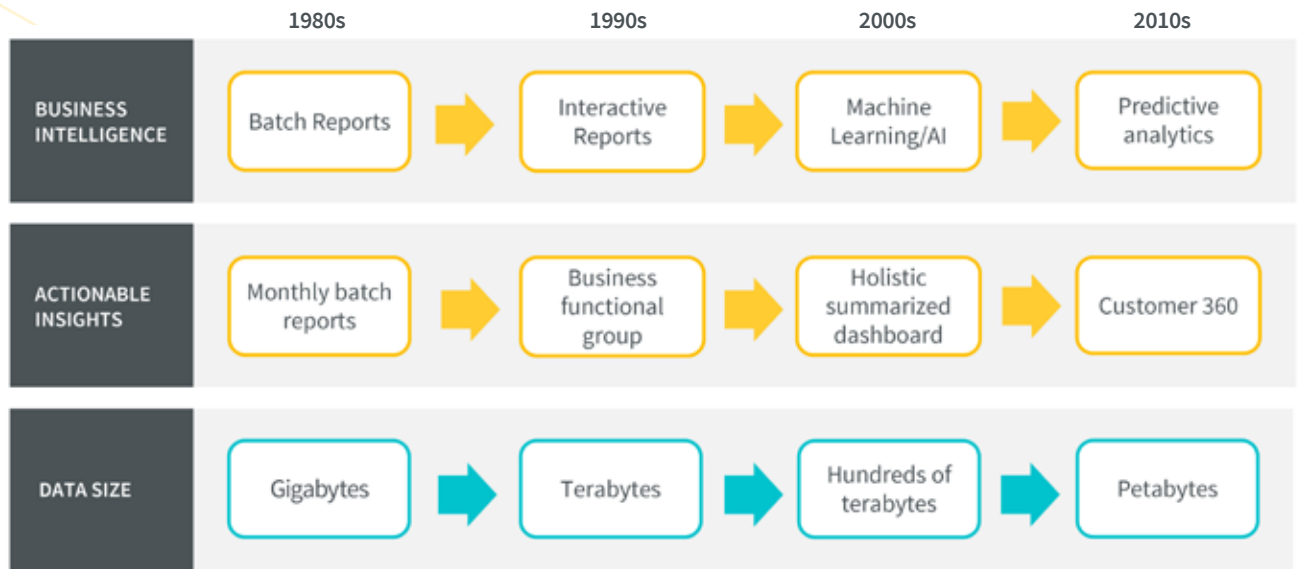 1980s 1990s 2000s 2010s
BUSINESS
INTELLIGENCE
Batch Reports
Interactive
Reports
Machine
Learning/AI
Predictive
analytics
ACTIONABLE
INSIGHTS
Monthly batch
reports
Business
functional
group
Holistic
summarized
dashboard
Customer 360
DATA SIZE
Gigabytes
Terabytes
Hundreds of
terabytes
Petabytes